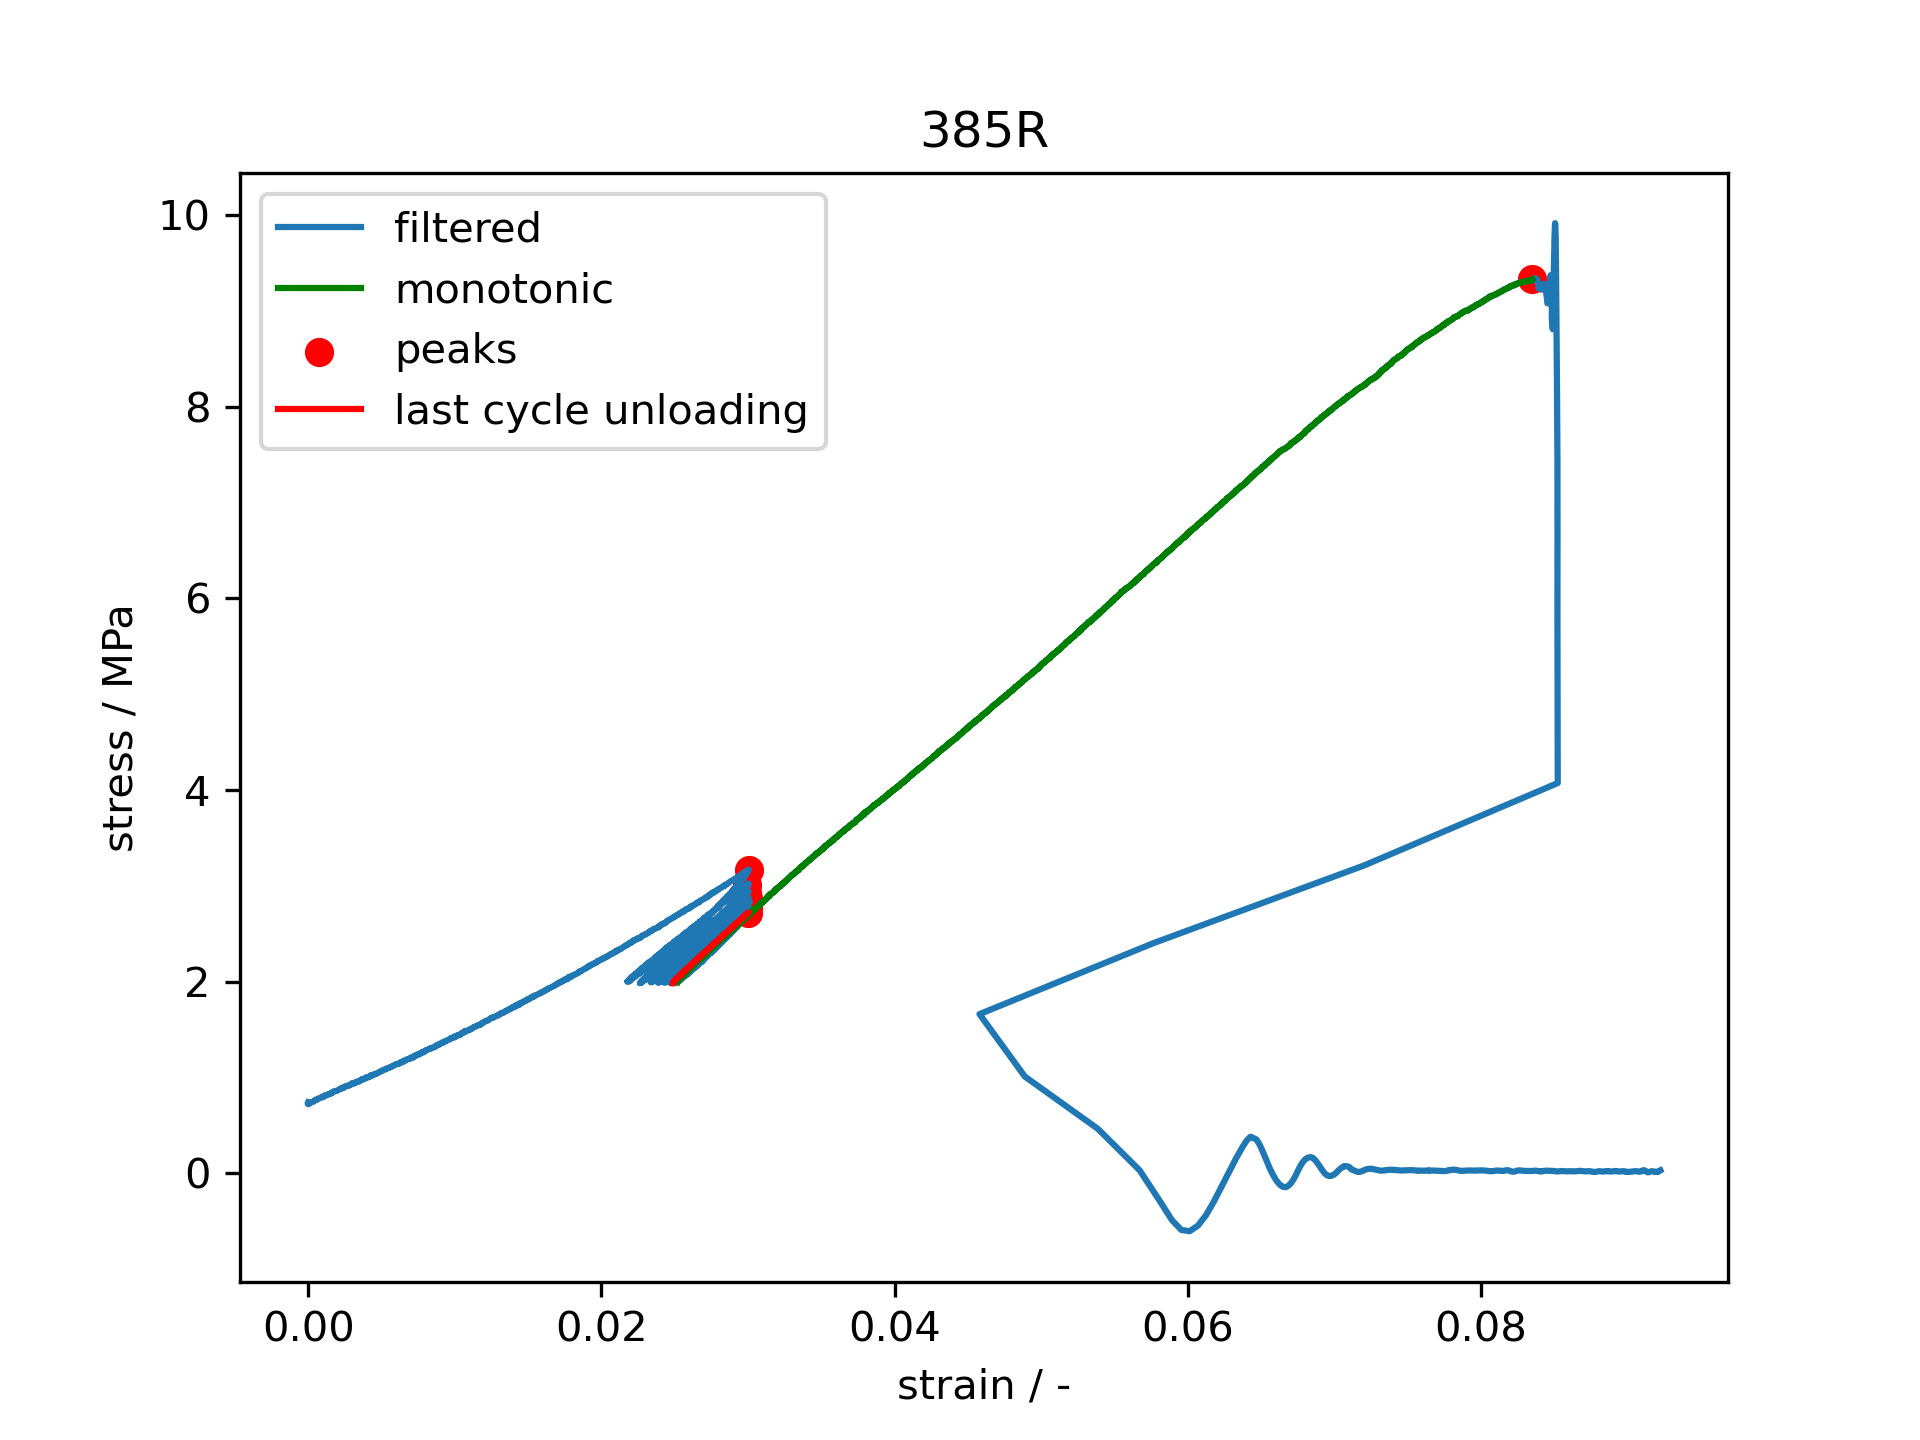 385R
filtered
monotonic
peaks
last cycle unloading
10
8
6
4
2
0
stress / MPa
0.00 0.02 0.04 0.06 0.08
strain / -